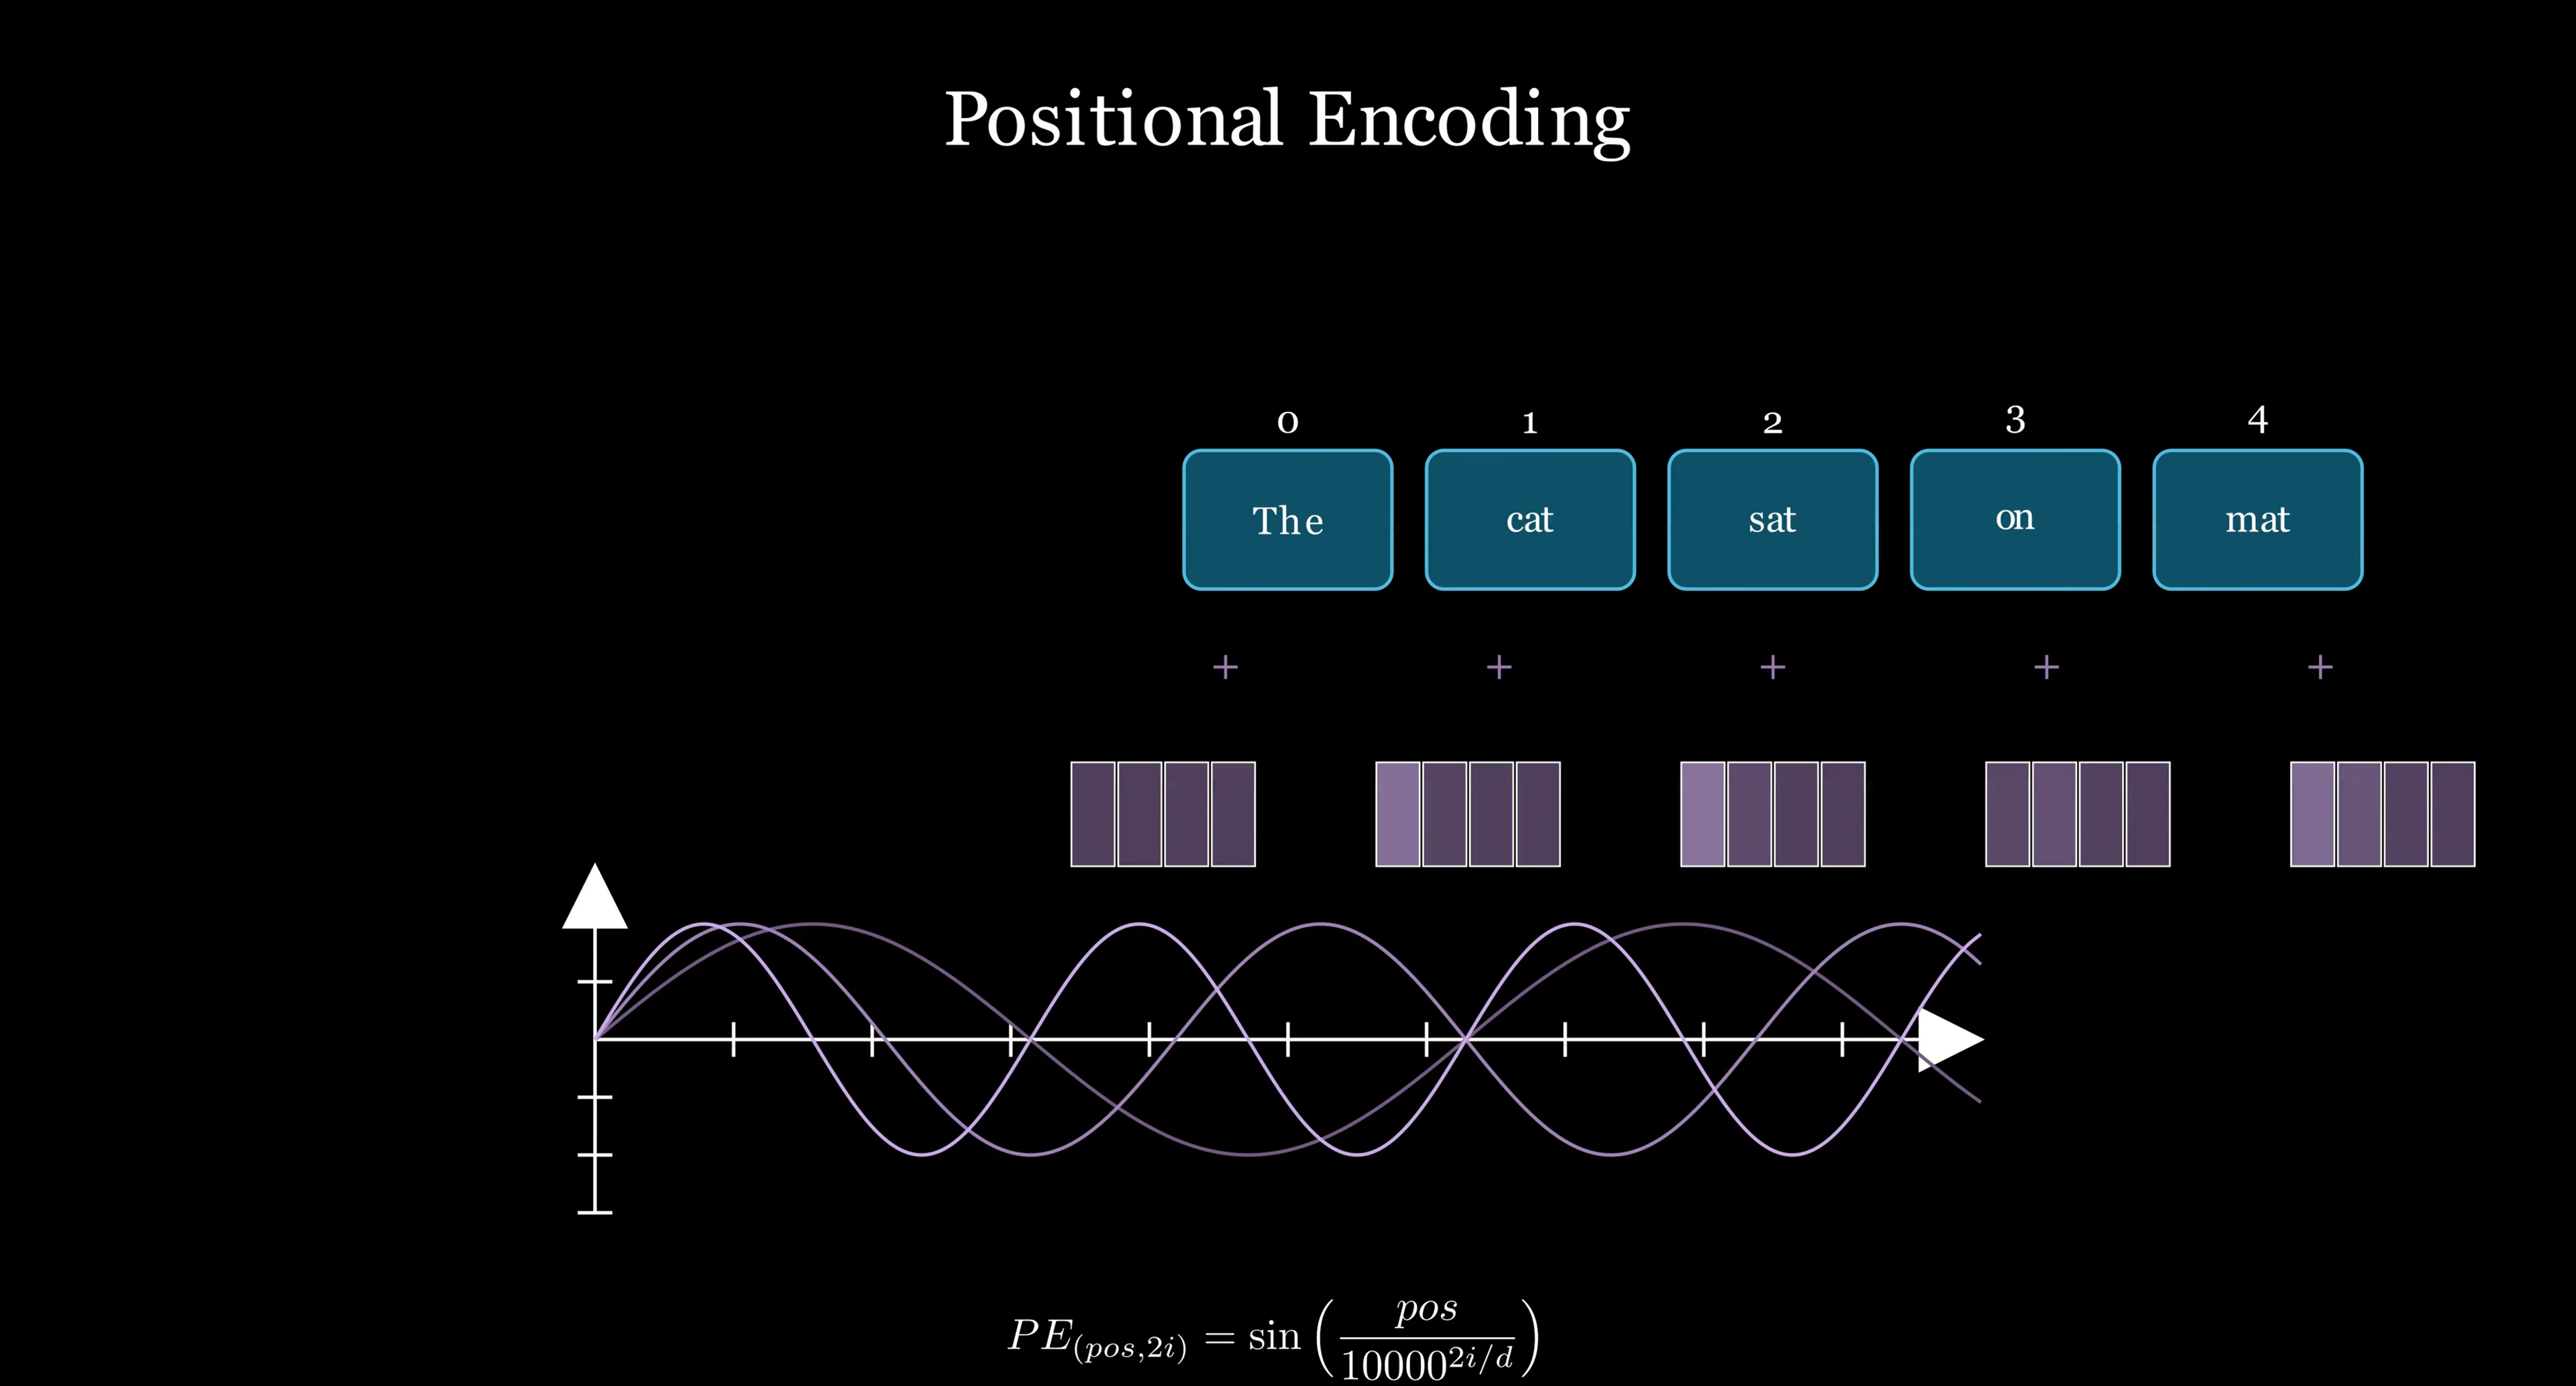 Positional Encoding
0 1 2 3 4
The cat sat on mat
+ + + + +
PE_{(pos,2i)} = sin(\frac{pos}{10000^{2i/d}})